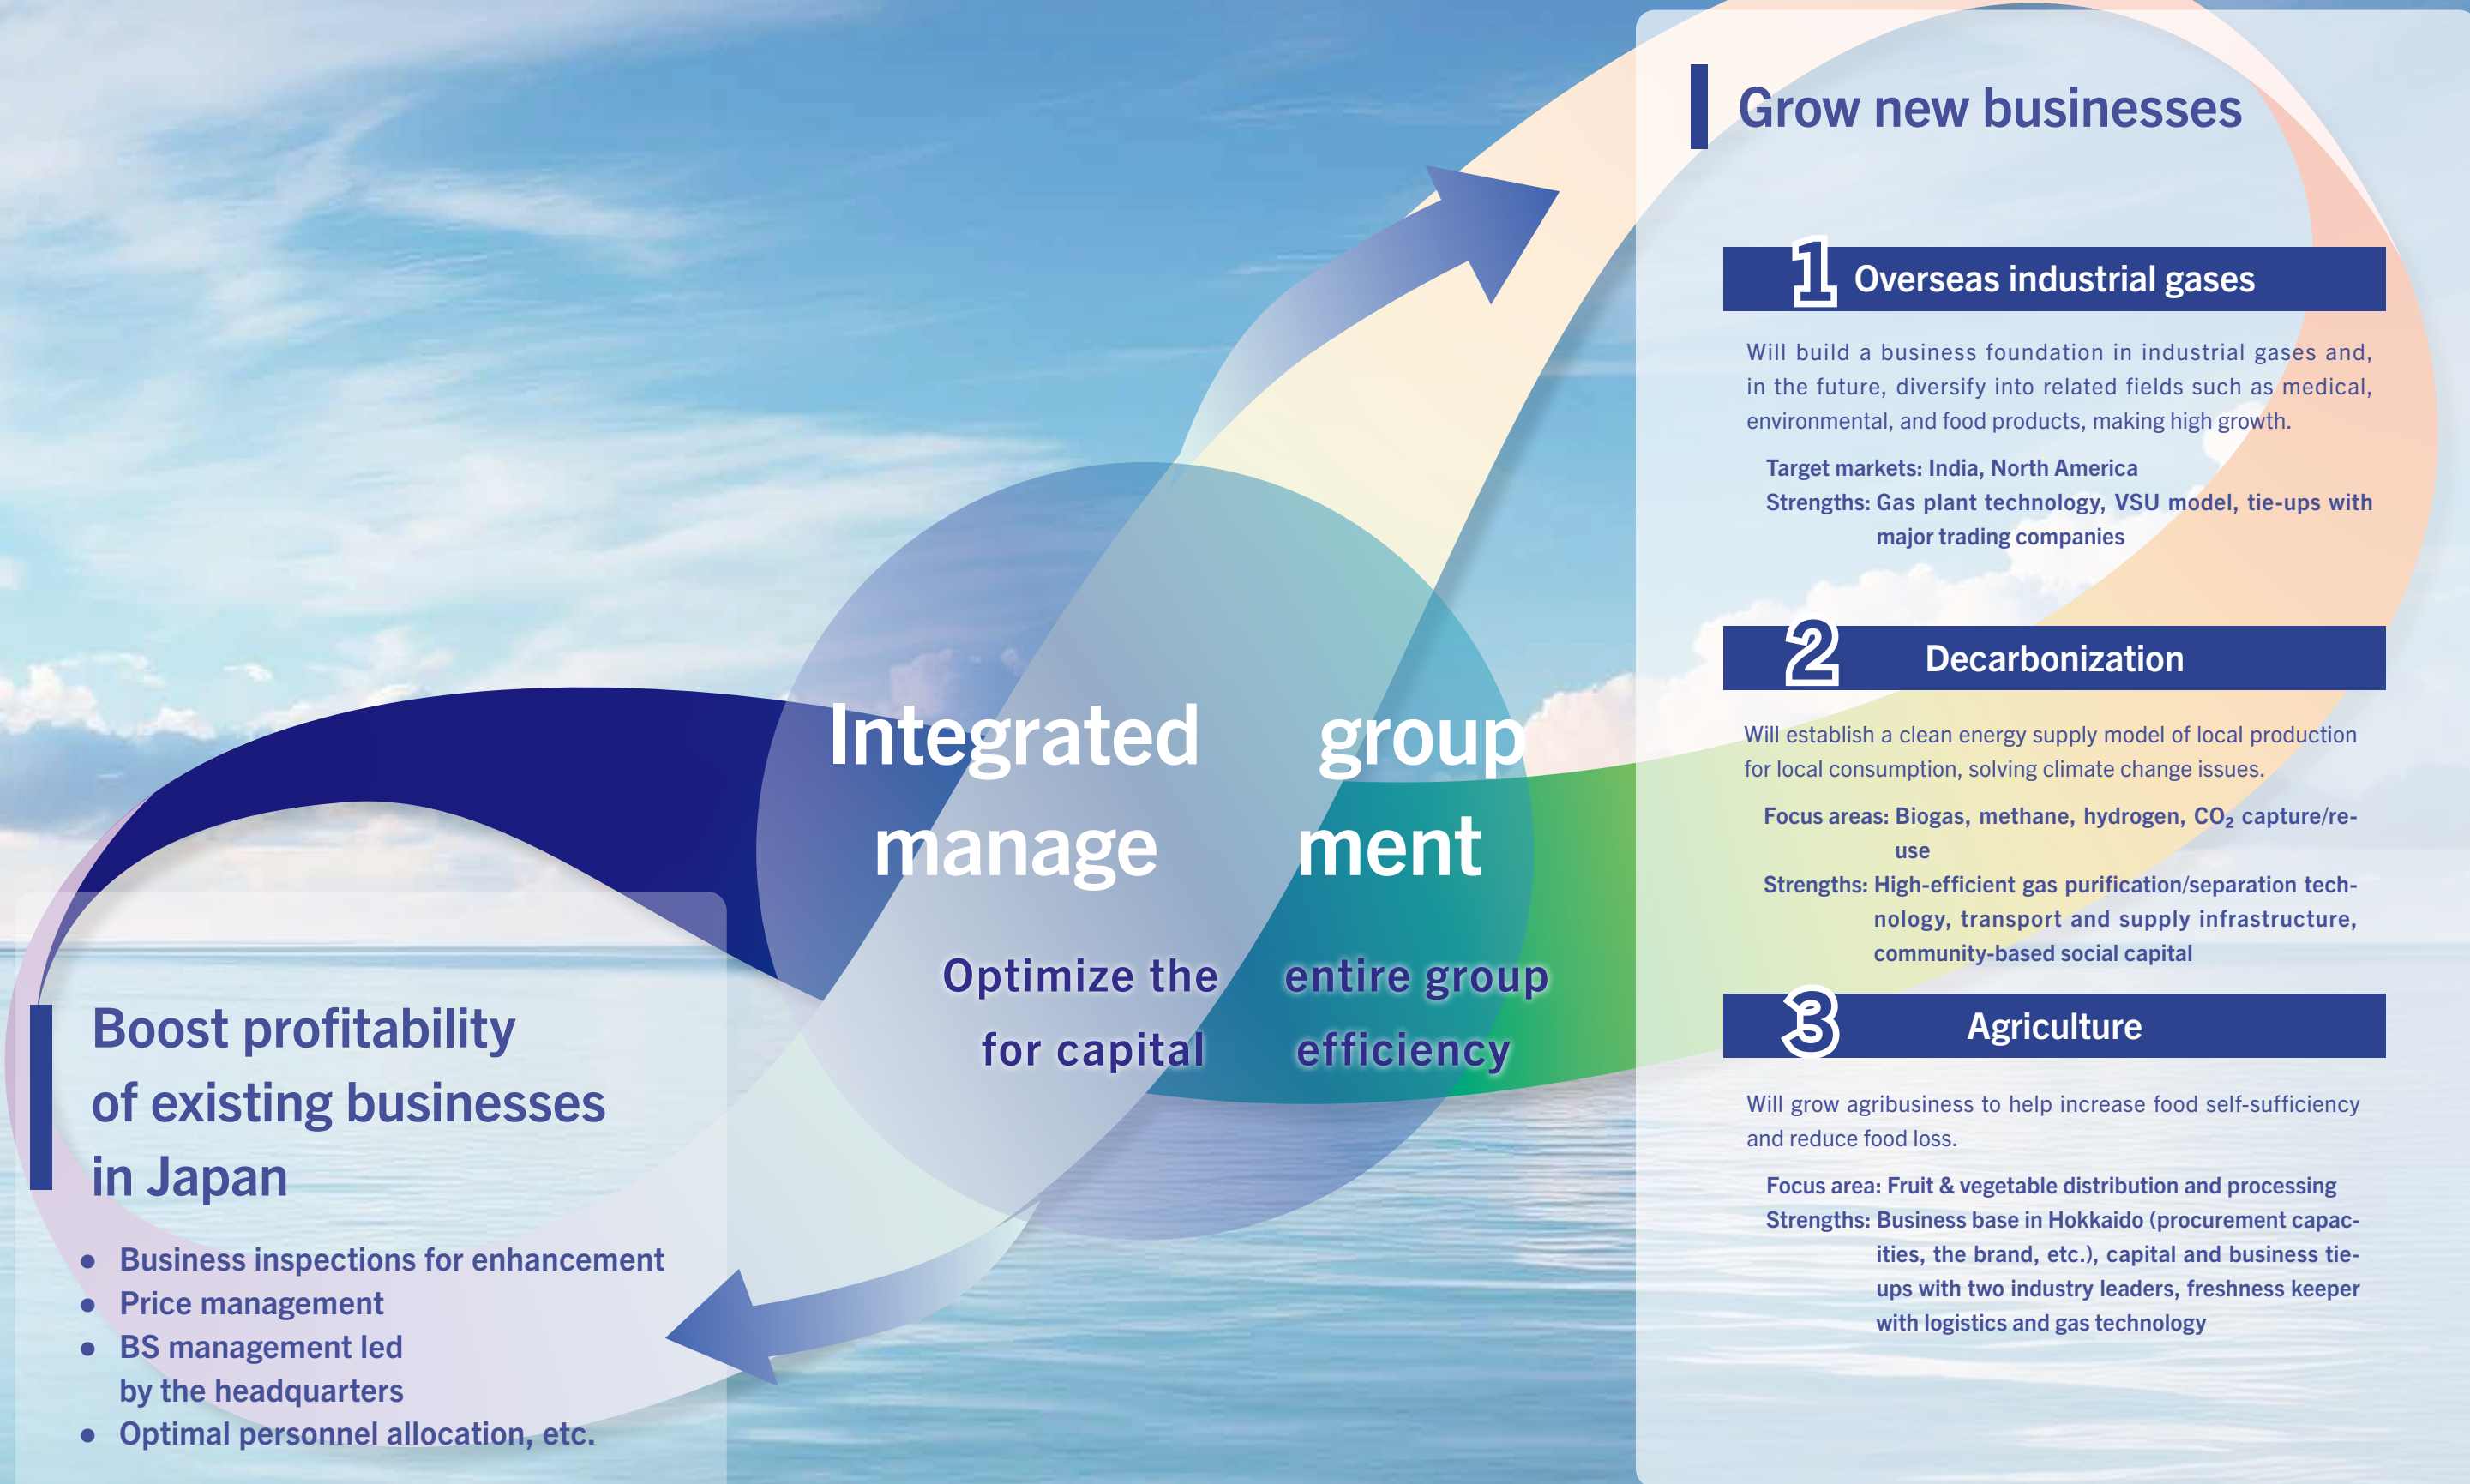 Integrated group
management
Optimize the entire group
for capital efficiency
Boost profitability
of existing businesses
in Japan
● Business inspections for enhancement
● Price management
● BS management led
by the headquarters
● Optimal personnel allocation, etc.
Grow new businesses
1 Overseas industrial gases
Will build a business foundation in industrial gases and,
in the future, diversify into related fields such as medical,
environmental, and food products, making high growth.
Target markets: India, North America
Strengths: Gas plant technology, VSU model, tie-ups with
major trading companies
2 Decarbonization
Will establish a clean energy supply model of local production
for local consumption, solving climate change issues.
Focus areas: Biogas, methane, hydrogen, CO₂ capture/re-
use
Strengths: High-efficient gas purification/separation tech-
nology, transport and supply infrastructure,
community-based social capital
3 Agriculture
Will grow agribusiness to help increase food self-sufficiency
and reduce food loss.
Focus area: Fruit & vegetable distribution and processing
Strengths: Business base in Hokkaido (procurement capac-
ities, the brand, etc.), capital and business tie-
ups with two industry leaders, freshness keeper
with logistics and gas technology